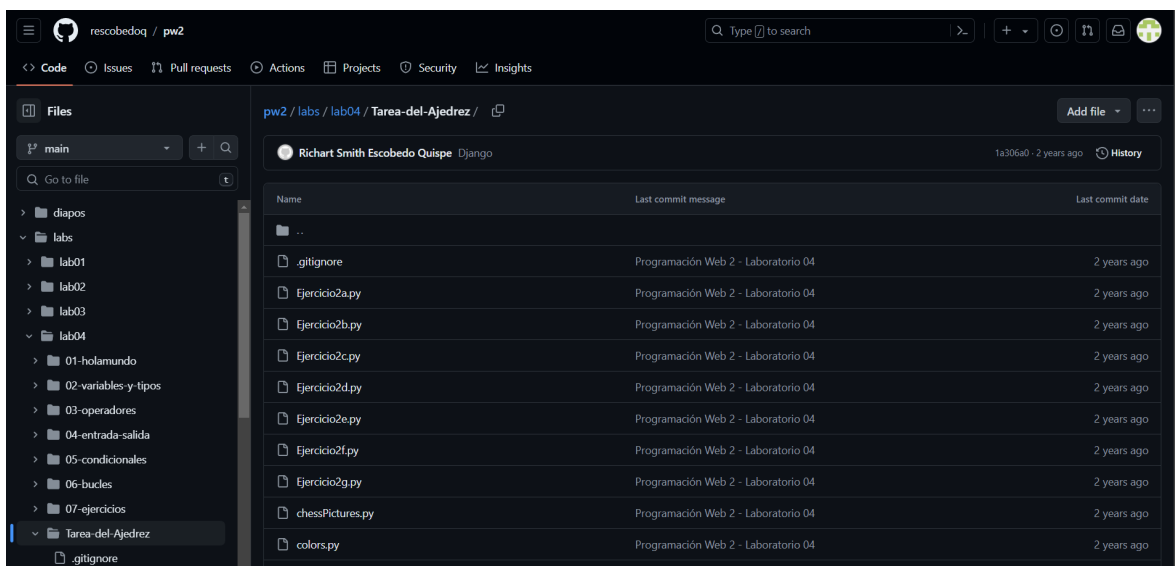 rescobedoq / pw2
Type / to search
Code Issues Pull requests Actions Projects Security Insights
Files
main
Go to file t
diapos
labs
lab01
lab02
lab03
lab04
01-holamundo
02-variables-y-tipos
03-operadores
04-entrada-salida
05-condicionales
06-bucles
07-ejercicios
Tarea-del-Ajedrez
.gitignore
pw2 / labs / lab04 / Tarea-del-Ajedrez /
Add file
Richart Smith Escobedo Quispe Django 1a306a0 · 2 years ago History
Name Last commit message Last commit date
..
.gitignore Programación Web 2 - Laboratorio 04 2 years ago
Ejercicio2a.py Programación Web 2 - Laboratorio 04 2 years ago
Ejercicio2b.py Programación Web 2 - Laboratorio 04 2 years ago
Ejercicio2c.py Programación Web 2 - Laboratorio 04 2 years ago
Ejercicio2d.py Programación Web 2 - Laboratorio 04 2 years ago
Ejercicio2e.py Programación Web 2 - Laboratorio 04 2 years ago
Ejercicio2f.py Programación Web 2 - Laboratorio 04 2 years ago
Ejercicio2g.py Programación Web 2 - Laboratorio 04 2 years ago
chessPictures.py Programación Web 2 - Laboratorio 04 2 years ago
colors.py Programación Web 2 - Laboratorio 04 2 years ago